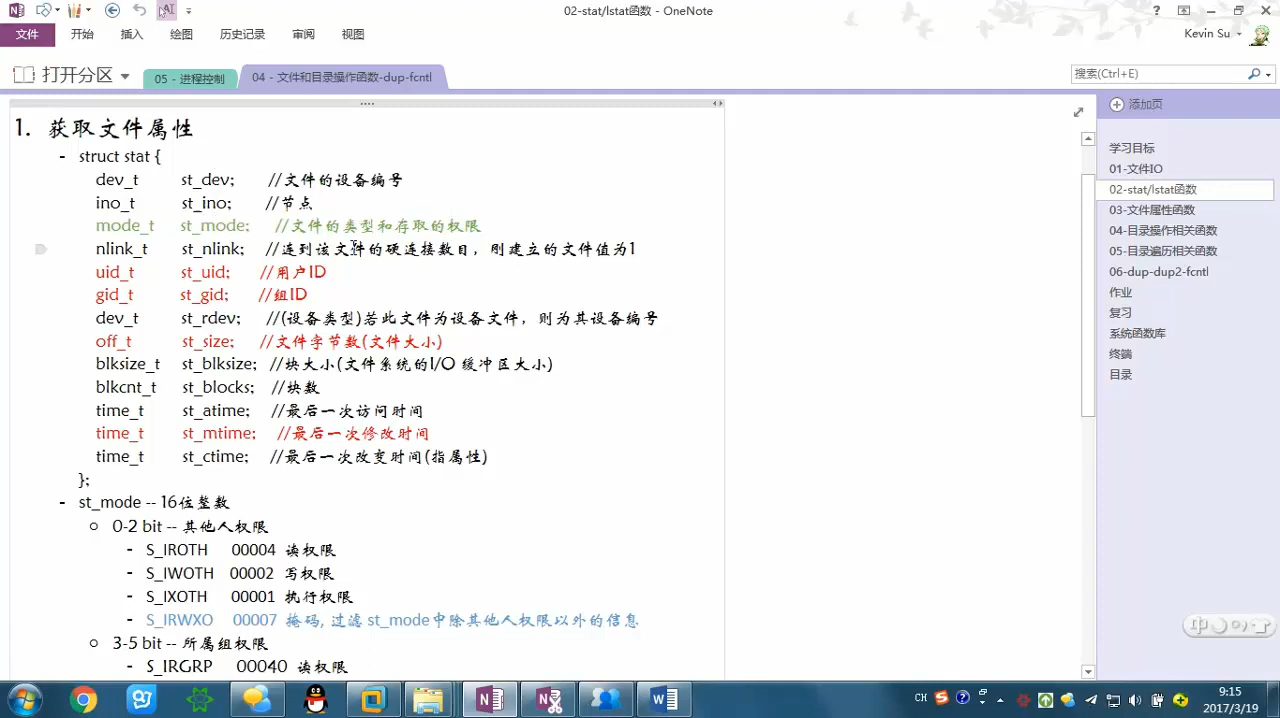 02-stat/lstat函数 - OneNote
文件 开始 插入 绘图 历史记录 审阅 视图
Kevin Su
打开分区
05 - 进程控制
04 - 文件和目录操作函数-dup-fcntl
搜索(Ctrl+E)
1. 获取文件属性
- struct stat {
dev_t st_dev; //文件的设备编号
ino_t st_ino; //节点
mode_t st_mode; //文件的类型和存取的权限
nlink_t st_nlink; //连到该文件的硬连接数目，刚建立的文件值为1
uid_t st_uid; //用户ID
gid_t st_gid; //组ID
dev_t st_rdev; //(设备类型)若此文件为设备文件，则为其设备编号
off_t st_size; //文件字节数(文件大小)
blksize_t st_blksize; //块大小(文件系统的I/O 缓冲区大小)
blkcnt_t st_blocks; //块数
time_t st_atime; //最后一次访问时间
time_t st_mtime; //最后一次修改时间
time_t st_ctime; //最后一次改变时间(指属性)
};
- st_mode -- 16位整数
○ 0-2 bit -- 其他人权限
- S_IROTH 00004 读权限
- S_IWOTH 00002 写权限
- S_IXOTH 00001 执行权限
- S_IRWXO 00007 掩码, 过滤 st_mode中除其他人权限以外的信息
○ 3-5 bit -- 所属组权限
- S_IRGRP 00040 读权限
添加页
学习目标
01-文件IO
02-stat/lstat函数
03-文件属性函数
04-目录操作相关函数
05-目录遍历相关函数
06-dup-dup2-fcntl
作业
复习
系统函数库
终端
目录
中
CH
9:15
2017/3/19